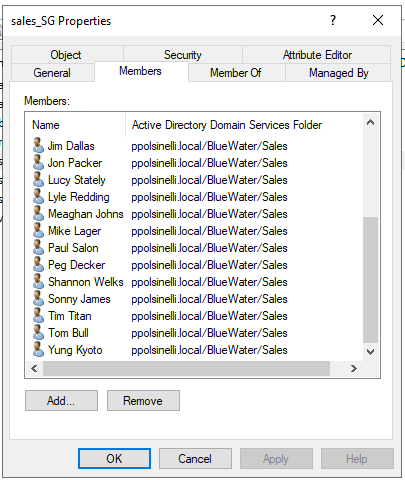 sales_SG Properties
Object Security Attribute Editor
General Members Member Of Managed By
Members:
Name Active Directory Domain Services Folder
Jim Dallas ppolsinelli.local/BlueWater/Sales
Jon Packer ppolsinelli.local/BlueWater/Sales
Lucy Stately ppolsinelli.local/BlueWater/Sales
Lyle Redding ppolsinelli.local/BlueWater/Sales
Meaghan Johns ppolsinelli.local/BlueWater/Sales
Mike Lager ppolsinelli.local/BlueWater/Sales
Paul Salon ppolsinelli.local/BlueWater/Sales
Peg Decker ppolsinelli.local/BlueWater/Sales
Shannon Welks ppolsinelli.local/BlueWater/Sales
Sonny James ppolsinelli.local/BlueWater/Sales
Tim Titan ppolsinelli.local/BlueWater/Sales
Tom Bull ppolsinelli.local/BlueWater/Sales
Yung Kyoto ppolsinelli.local/BlueWater/Sales
Add... Remove
OK Cancel Apply Help